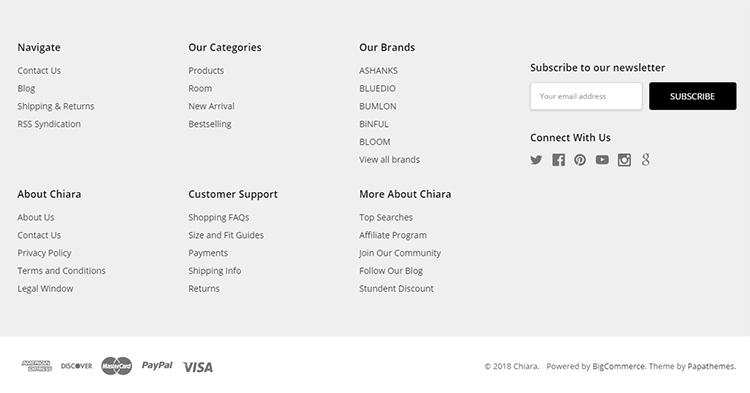 Navigate
Contact Us
Blog
Shipping & Returns
RSS Syndication
Our Categories
Products
Room
New Arrival
Bestselling
Our Brands
ASHANKS
BLUEDIO
BUMLON
BiNFUL
BLOOM
View all brands
Subscribe to our newsletter
Your email address
SUBSCRIBE
Connect With Us
About Chiara
About Us
Contact Us
Privacy Policy
Terms and Conditions
Legal Window
Customer Support
Shopping FAQs
Size and Fit Guides
Payments
Shipping Info
Returns
More About Chiara
Top Searches
Affiliate Program
Join Our Community
Follow Our Blog
Stundent Discount
AMERICAN
EXPRESS
DISCOVER
MasterCard
PayPal
VISA
© 2018 Chiara. Powered by BigCommerce. Theme by Papathemes.